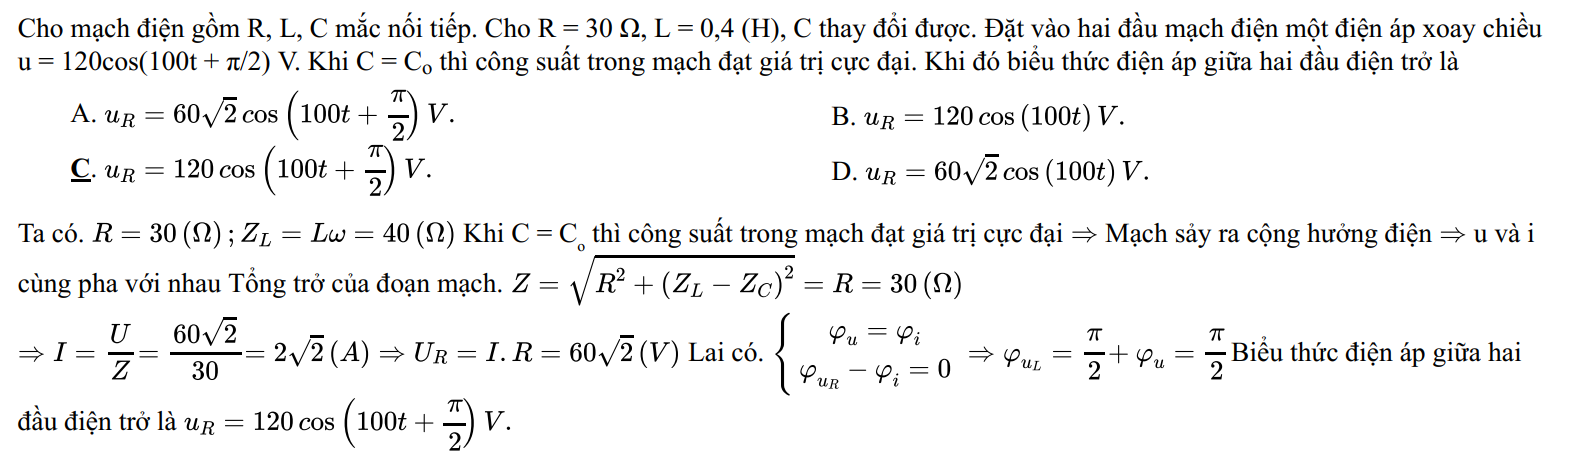 Cho mạch điện gồm R, L, C mắc nối tiếp. Cho R = 30 Ω, L = 0,4 (H), C thay đổi được. Đặt vào hai đầu mạch điện một điện áp xoay chiều
u = 120cos(100t + π/2) V. Khi C = Cₒ thì công suất trong mạch đạt giá trị cực đại. Khi đó biểu thức điện áp giữa hai đầu điện trở là
A. $u_R = 60\sqrt{2}\cos\left(100t + \dfrac{\pi}{2}\right)V.$
B. $u_R = 120\cos(100t)V.$
C. $u_R = 120\cos\left(100t + \dfrac{\pi}{2}\right)V.$
D. $u_R = 60\sqrt{2}\cos(100t)V.$
Ta có. $R = 30(\Omega); Z_L = L\omega = 40(\Omega)$ Khi C = Cₒ thì công suất trong mạch đạt giá trị cực đại ⇒ Mạch sảy ra cộng hưởng điện ⇒ u và i
cùng pha với nhau Tổng trở của đoạn mạch. $Z = \sqrt{R^2 + (Z_L - Z_C)^2} = R = 30(\Omega)$
$\Rightarrow I = \dfrac{U}{Z} = \dfrac{60\sqrt{2}}{30} = 2\sqrt{2}(A) \Rightarrow U_R = I.R = 60\sqrt{2}(V)$ Lai có. $\begin{cases} \varphi_u = \varphi_i \\ \varphi_{u_R} - \varphi_i = 0 \end{cases} \Rightarrow \varphi_{u_L} = \dfrac{\pi}{2} + \varphi_u = \dfrac{\pi}{2}$ Biểu thức điện áp giữa hai
đầu điện trở là $u_R = 120\cos\left(100t + \dfrac{\pi}{2}\right)V.$